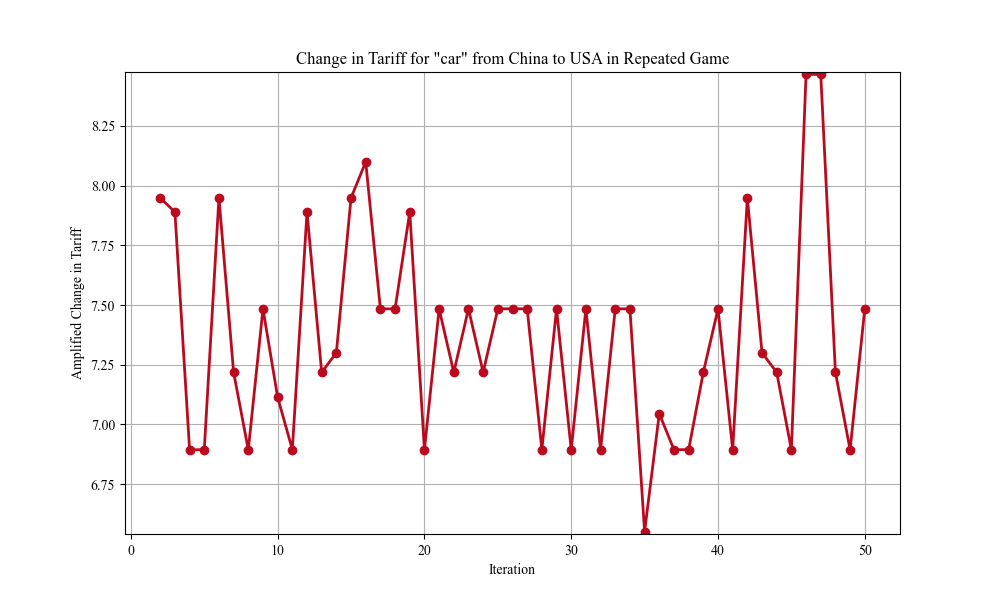 Change in Tariff for "car" from China to USA in Repeated Game
Amplified Change in Tariff
8.25
8.00
7.75
7.50
7.25
7.00
6.75
0 10 20 30 40 50
Iteration